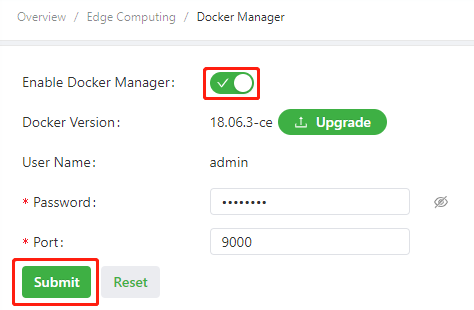 Overview / Edge Computing / Docker Manager
Enable Docker Manager:
Docker Version: 18.06.3-ce Upgrade
User Name: admin
* Password: ••••••••
* Port: 9000
Submit Reset